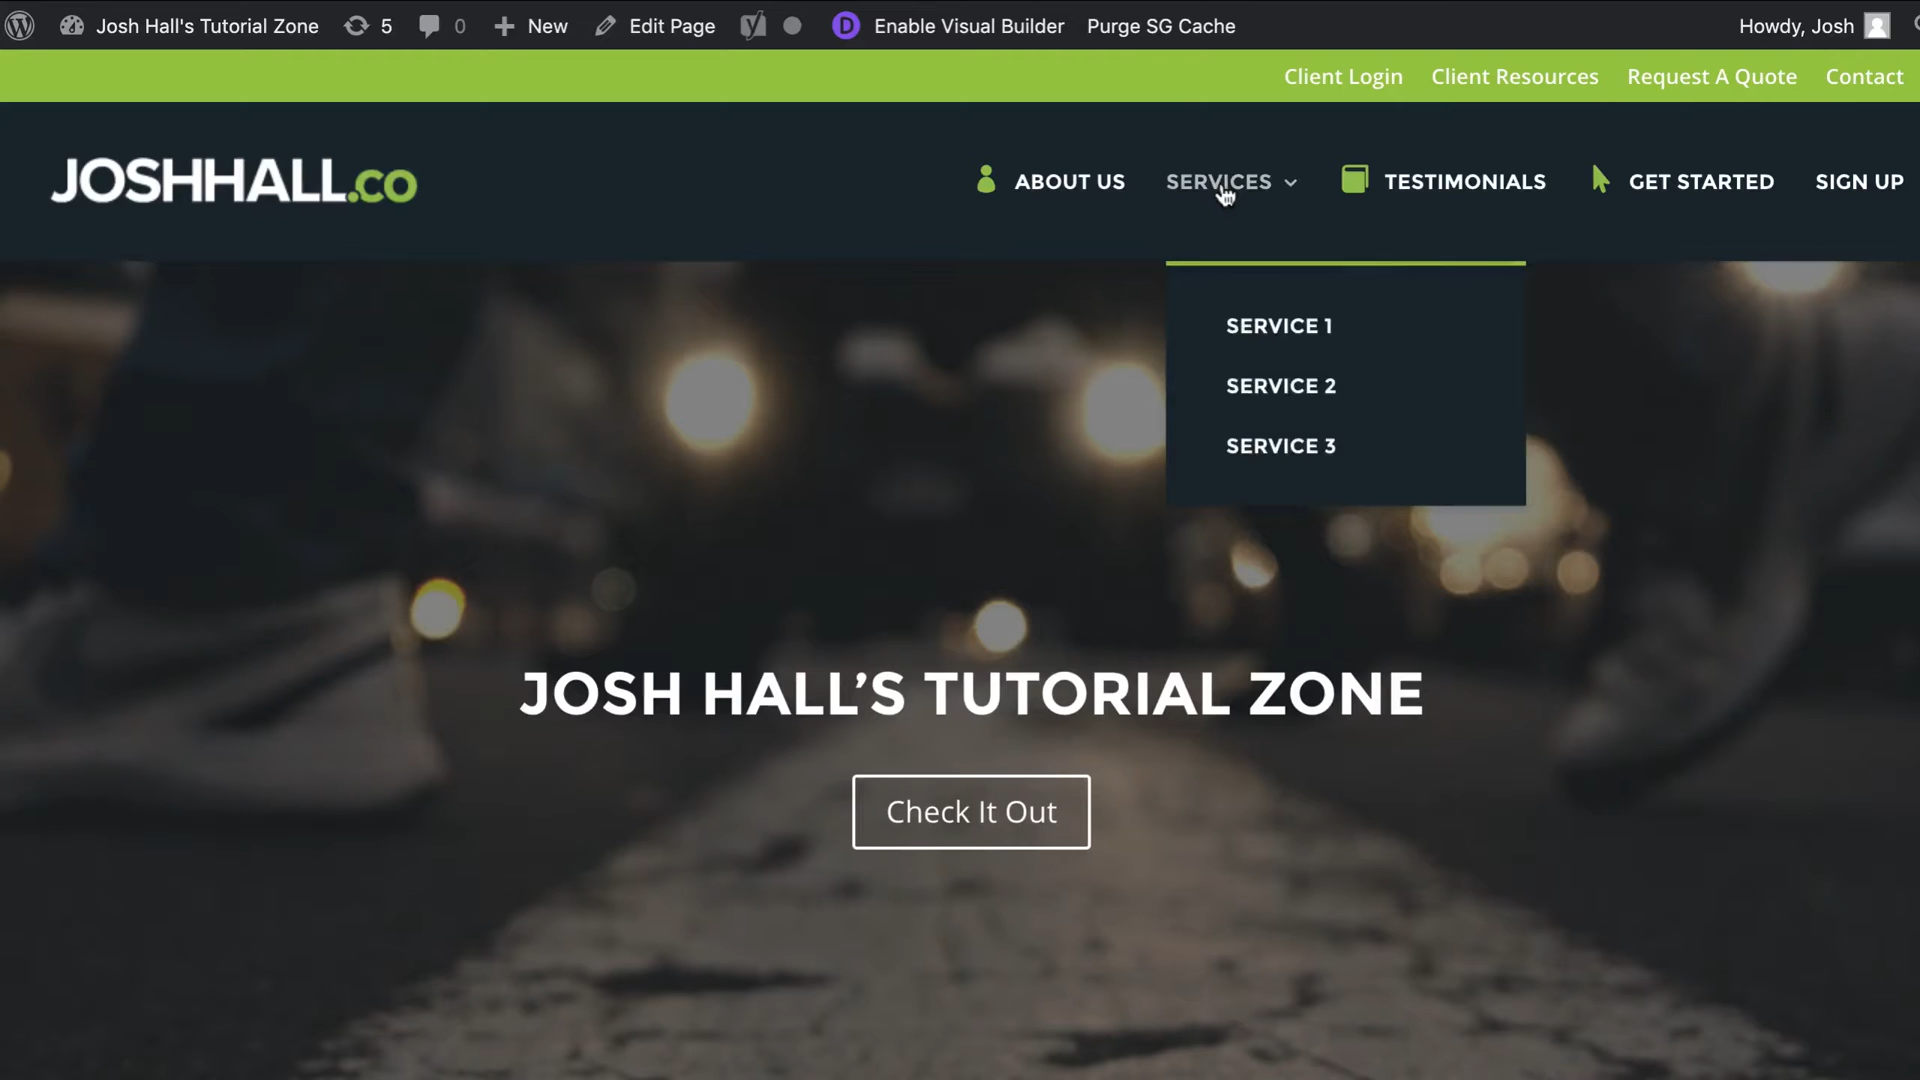 Josh Hall's Tutorial Zone 5 0 New Edit Page Enable Visual Builder Purge SG Cache Howdy, Josh
Client Login Client Resources Request A Quote Contact
JOSHHALL.co ABOUT US SERVICES TESTIMONIALS GET STARTED SIGN UP
SERVICE 1
SERVICE 2
SERVICE 3
JOSH HALL’S TUTORIAL ZONE
Check It Out